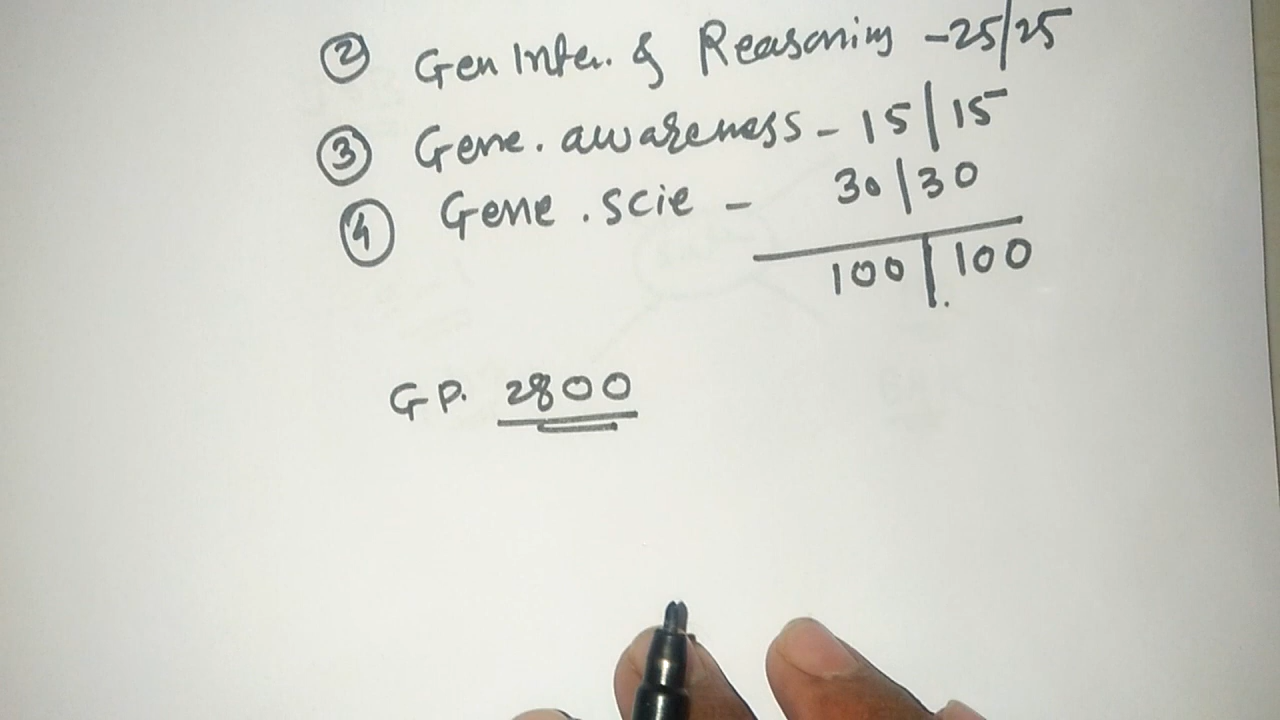 ② Gen Inte. & Reasoning - 25/25
③ Gene. awareness - 15|15
④ Gene. scie - 30|30
100|100
GP. 2800